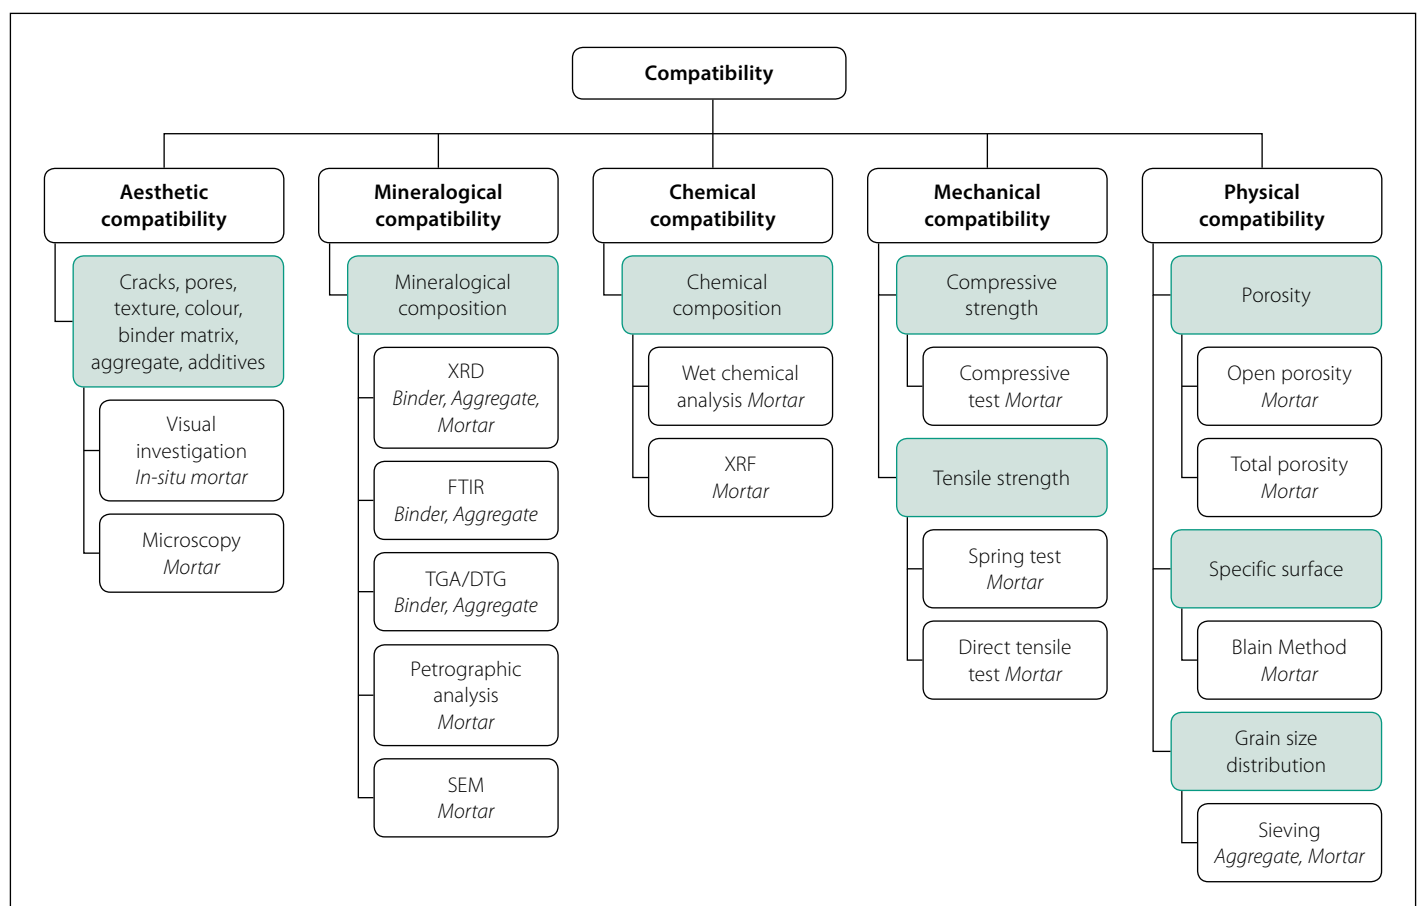 Compatibility
Aesthetic
compatibility
Cracks, pores,
texture, colour,
binder matrix,
aggregate, additives
Visual
investigation
In-situ mortar
Microscopy
Mortar
Mineralogical
compatibility
Mineralogical
composition
XRD
Binder, Aggregate,
Mortar
FTIR
Binder, Aggregate
TGA/DTG
Binder, Aggregate
Petrographic
analysis
Mortar
SEM
Mortar
Chemical
compatibility
Chemical
composition
Wet chemical
analysis Mortar
XRF
Mortar
Mechanical
compatibility
Compressive
strength
Compressive
test Mortar
Tensile strength
Spring test
Mortar
Direct tensile
test Mortar
Physical
compatibility
Porosity
Open porosity
Mortar
Total porosity
Mortar
Specific surface
Blain Method
Mortar
Grain size
distribution
Sieving
Aggregate, Mortar